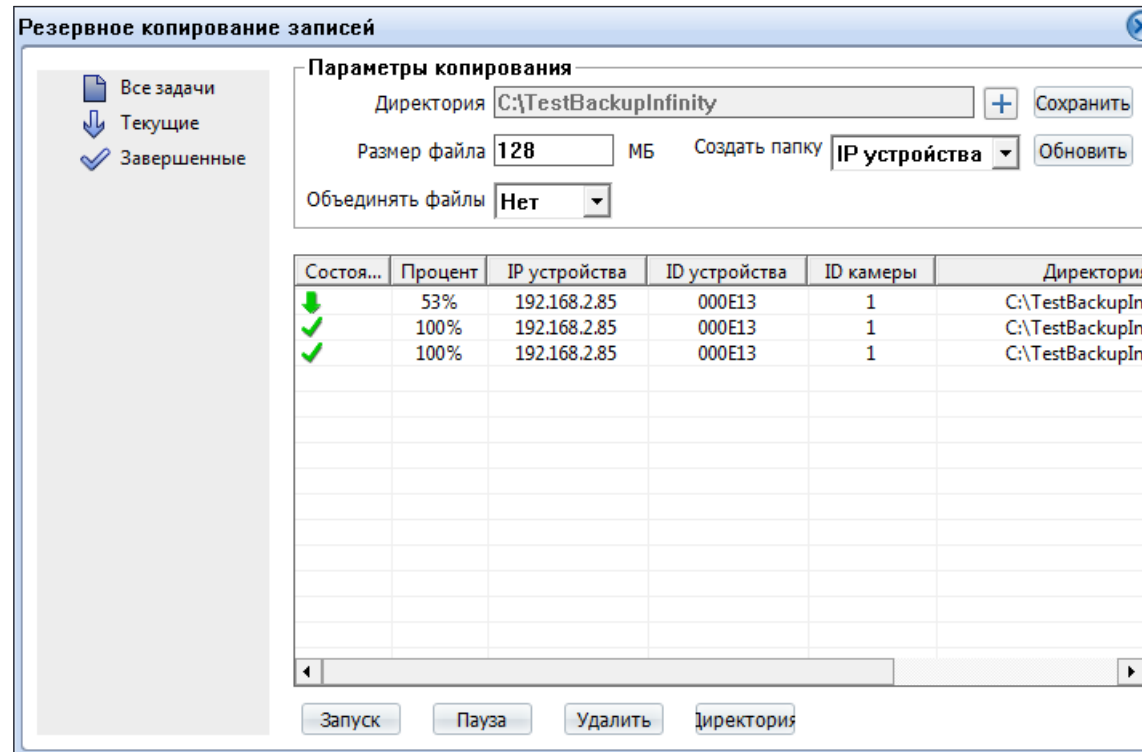 Резервное копирование записей
Все задачи
Текущие
Завершенные
Параметры копирования
Директория C:\TestBackupInfinity Сохранить
Размер файла 128 МБ Создать папку IP устройства Обновить
Объединять файлы Нет
Состоя... Процент IP устройства ID устройства ID камеры Директория
53% 192.168.2.85 000E13 1 C:\TestBackupIn
100% 192.168.2.85 000E13 1 C:\TestBackupIn
100% 192.168.2.85 000E13 1 C:\TestBackupIn
Запуск Пауза Удалить Директория